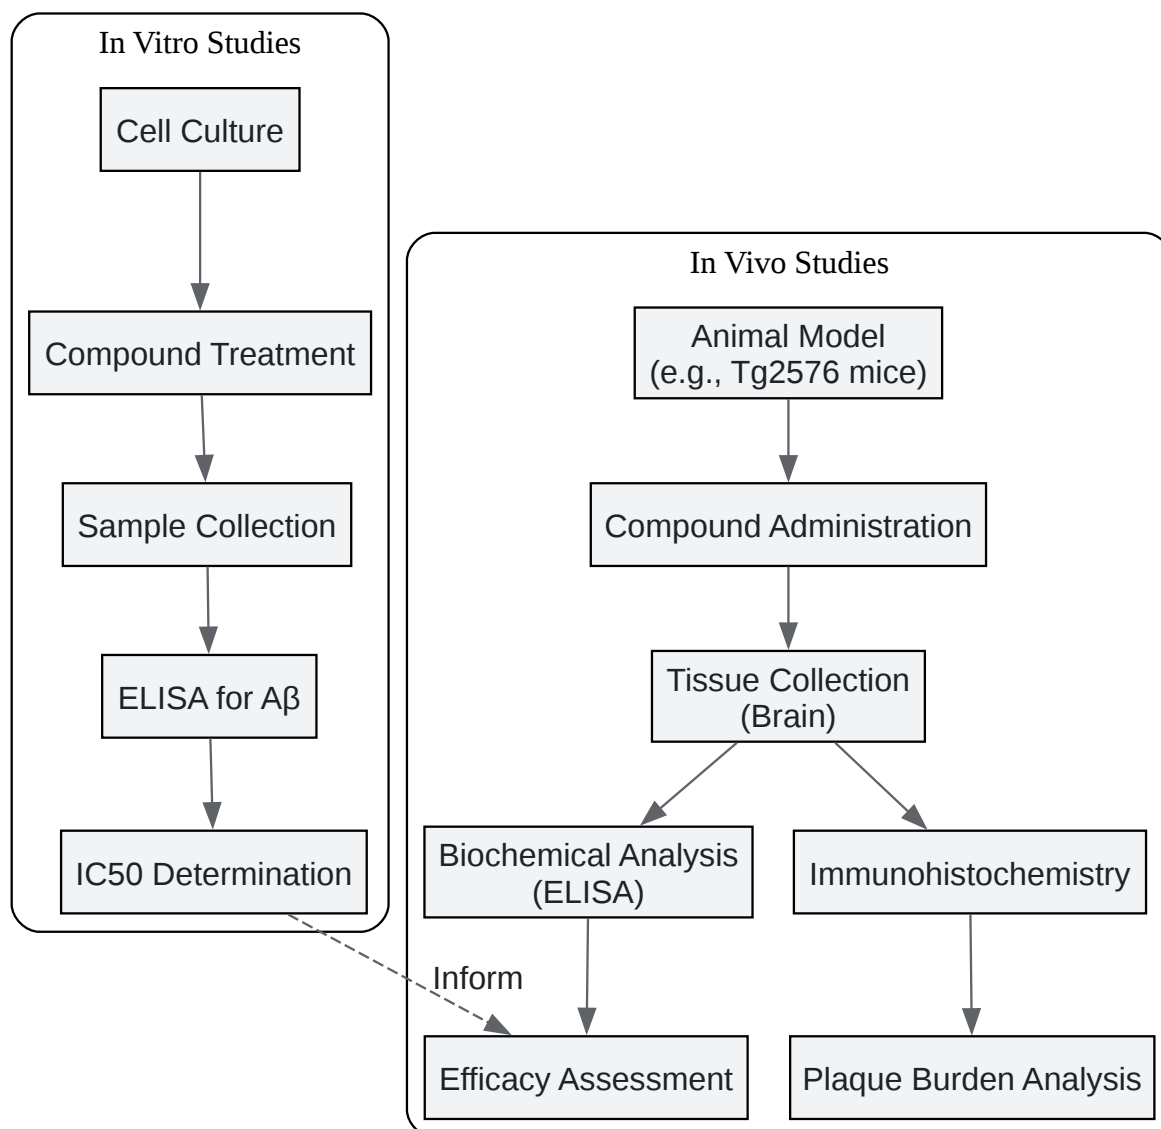 In Vitro Studies
Cell Culture
Compound Treatment
Sample Collection
ELISA for Aβ
IC50 Determination
Inform
In Vivo Studies
Animal Model
(e.g., Tg2576 mice)
Compound Administration
Tissue Collection
(Brain)
Biochemical Analysis
(ELISA)
Immunohistochemistry
Efficacy Assessment
Plaque Burden Analysis